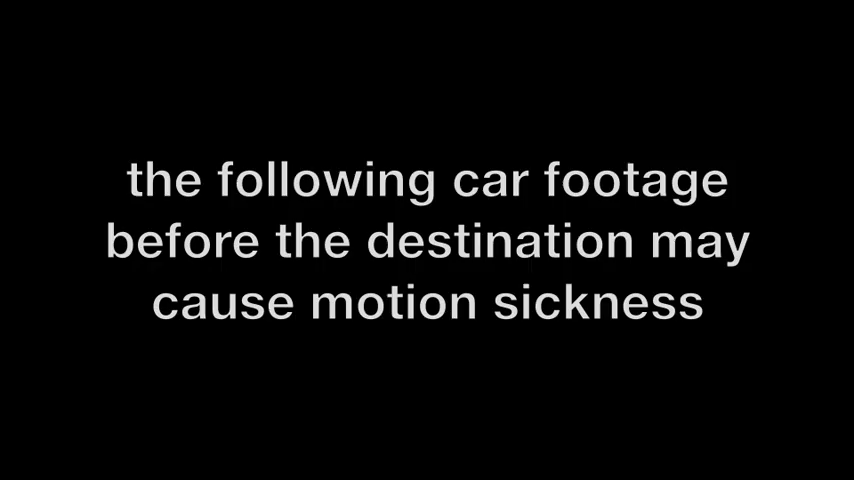 the following car footage
before the destination may
cause motion sickness